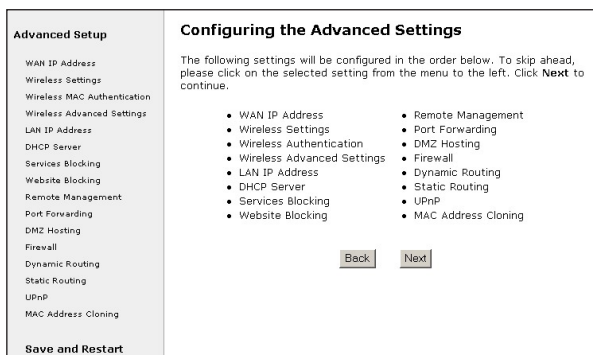 Advanced Setup
WAN IP Address
Wireless Settings
Wireless MAC Authentication
Wireless Advanced Settings
LAN IP Address
DHCP Server
Services Blocking
Website Blocking
Remote Management
Port Forwarding
DMZ Hosting
Firewall
Dynamic Routing
Static Routing
UPnP
MAC Address Cloning
Save and Restart
Configuring the Advanced Settings
The following settings will be configured in the order below. To skip ahead,
please click on the selected setting from the menu to the left. Click Next to
continue.
• WAN IP Address
• Wireless Settings
• Wireless Authentication
• Wireless Advanced Settings
• LAN IP Address
• DHCP Server
• Services Blocking
• Website Blocking
• Remote Management
• Port Forwarding
• DMZ Hosting
• Firewall
• Dynamic Routing
• Static Routing
• UPnP
• MAC Address Cloning
Back Next